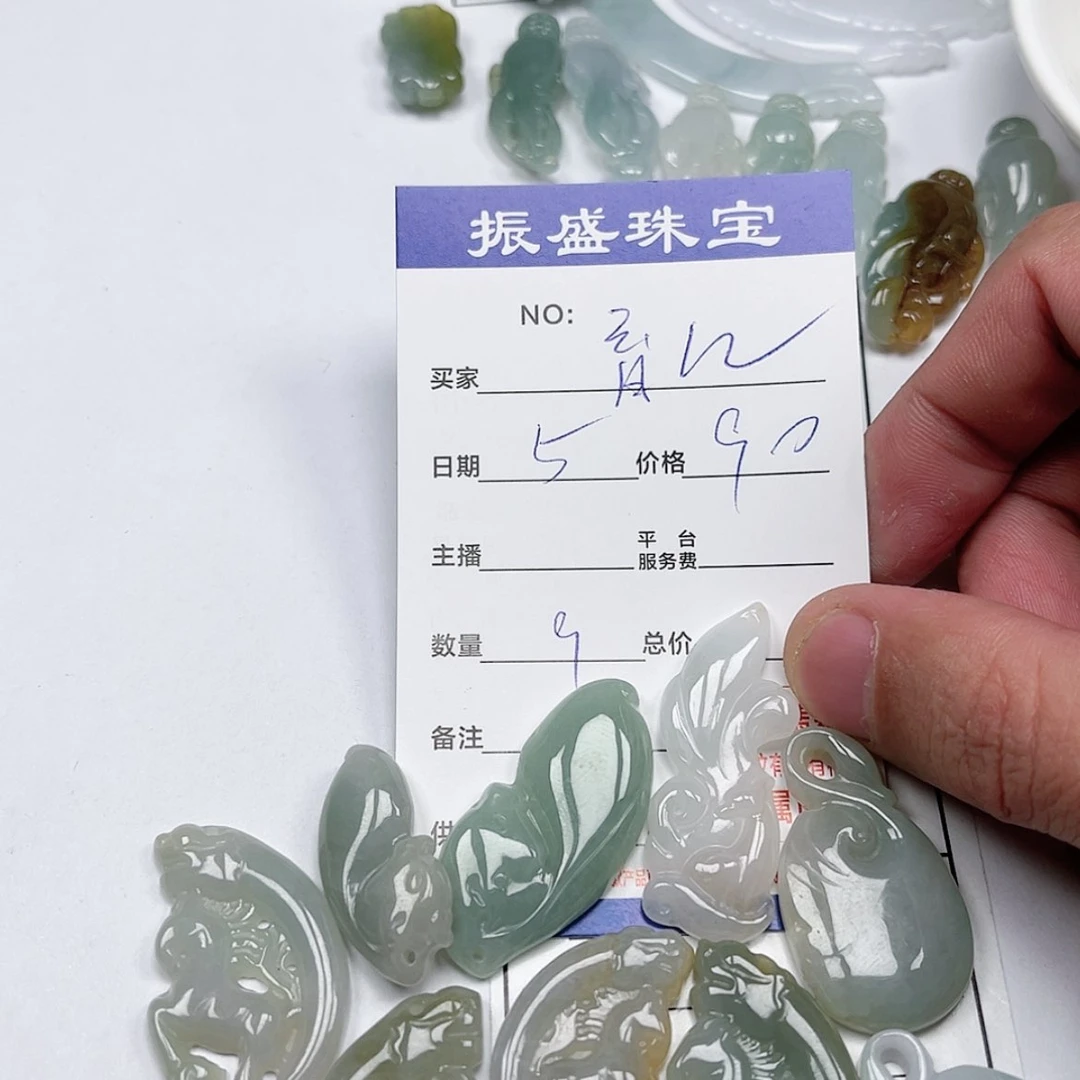 振盛珠宝
NO:
买家
日期 5 价格 90
主播 平台服务费
数量 9 总价
备注
供